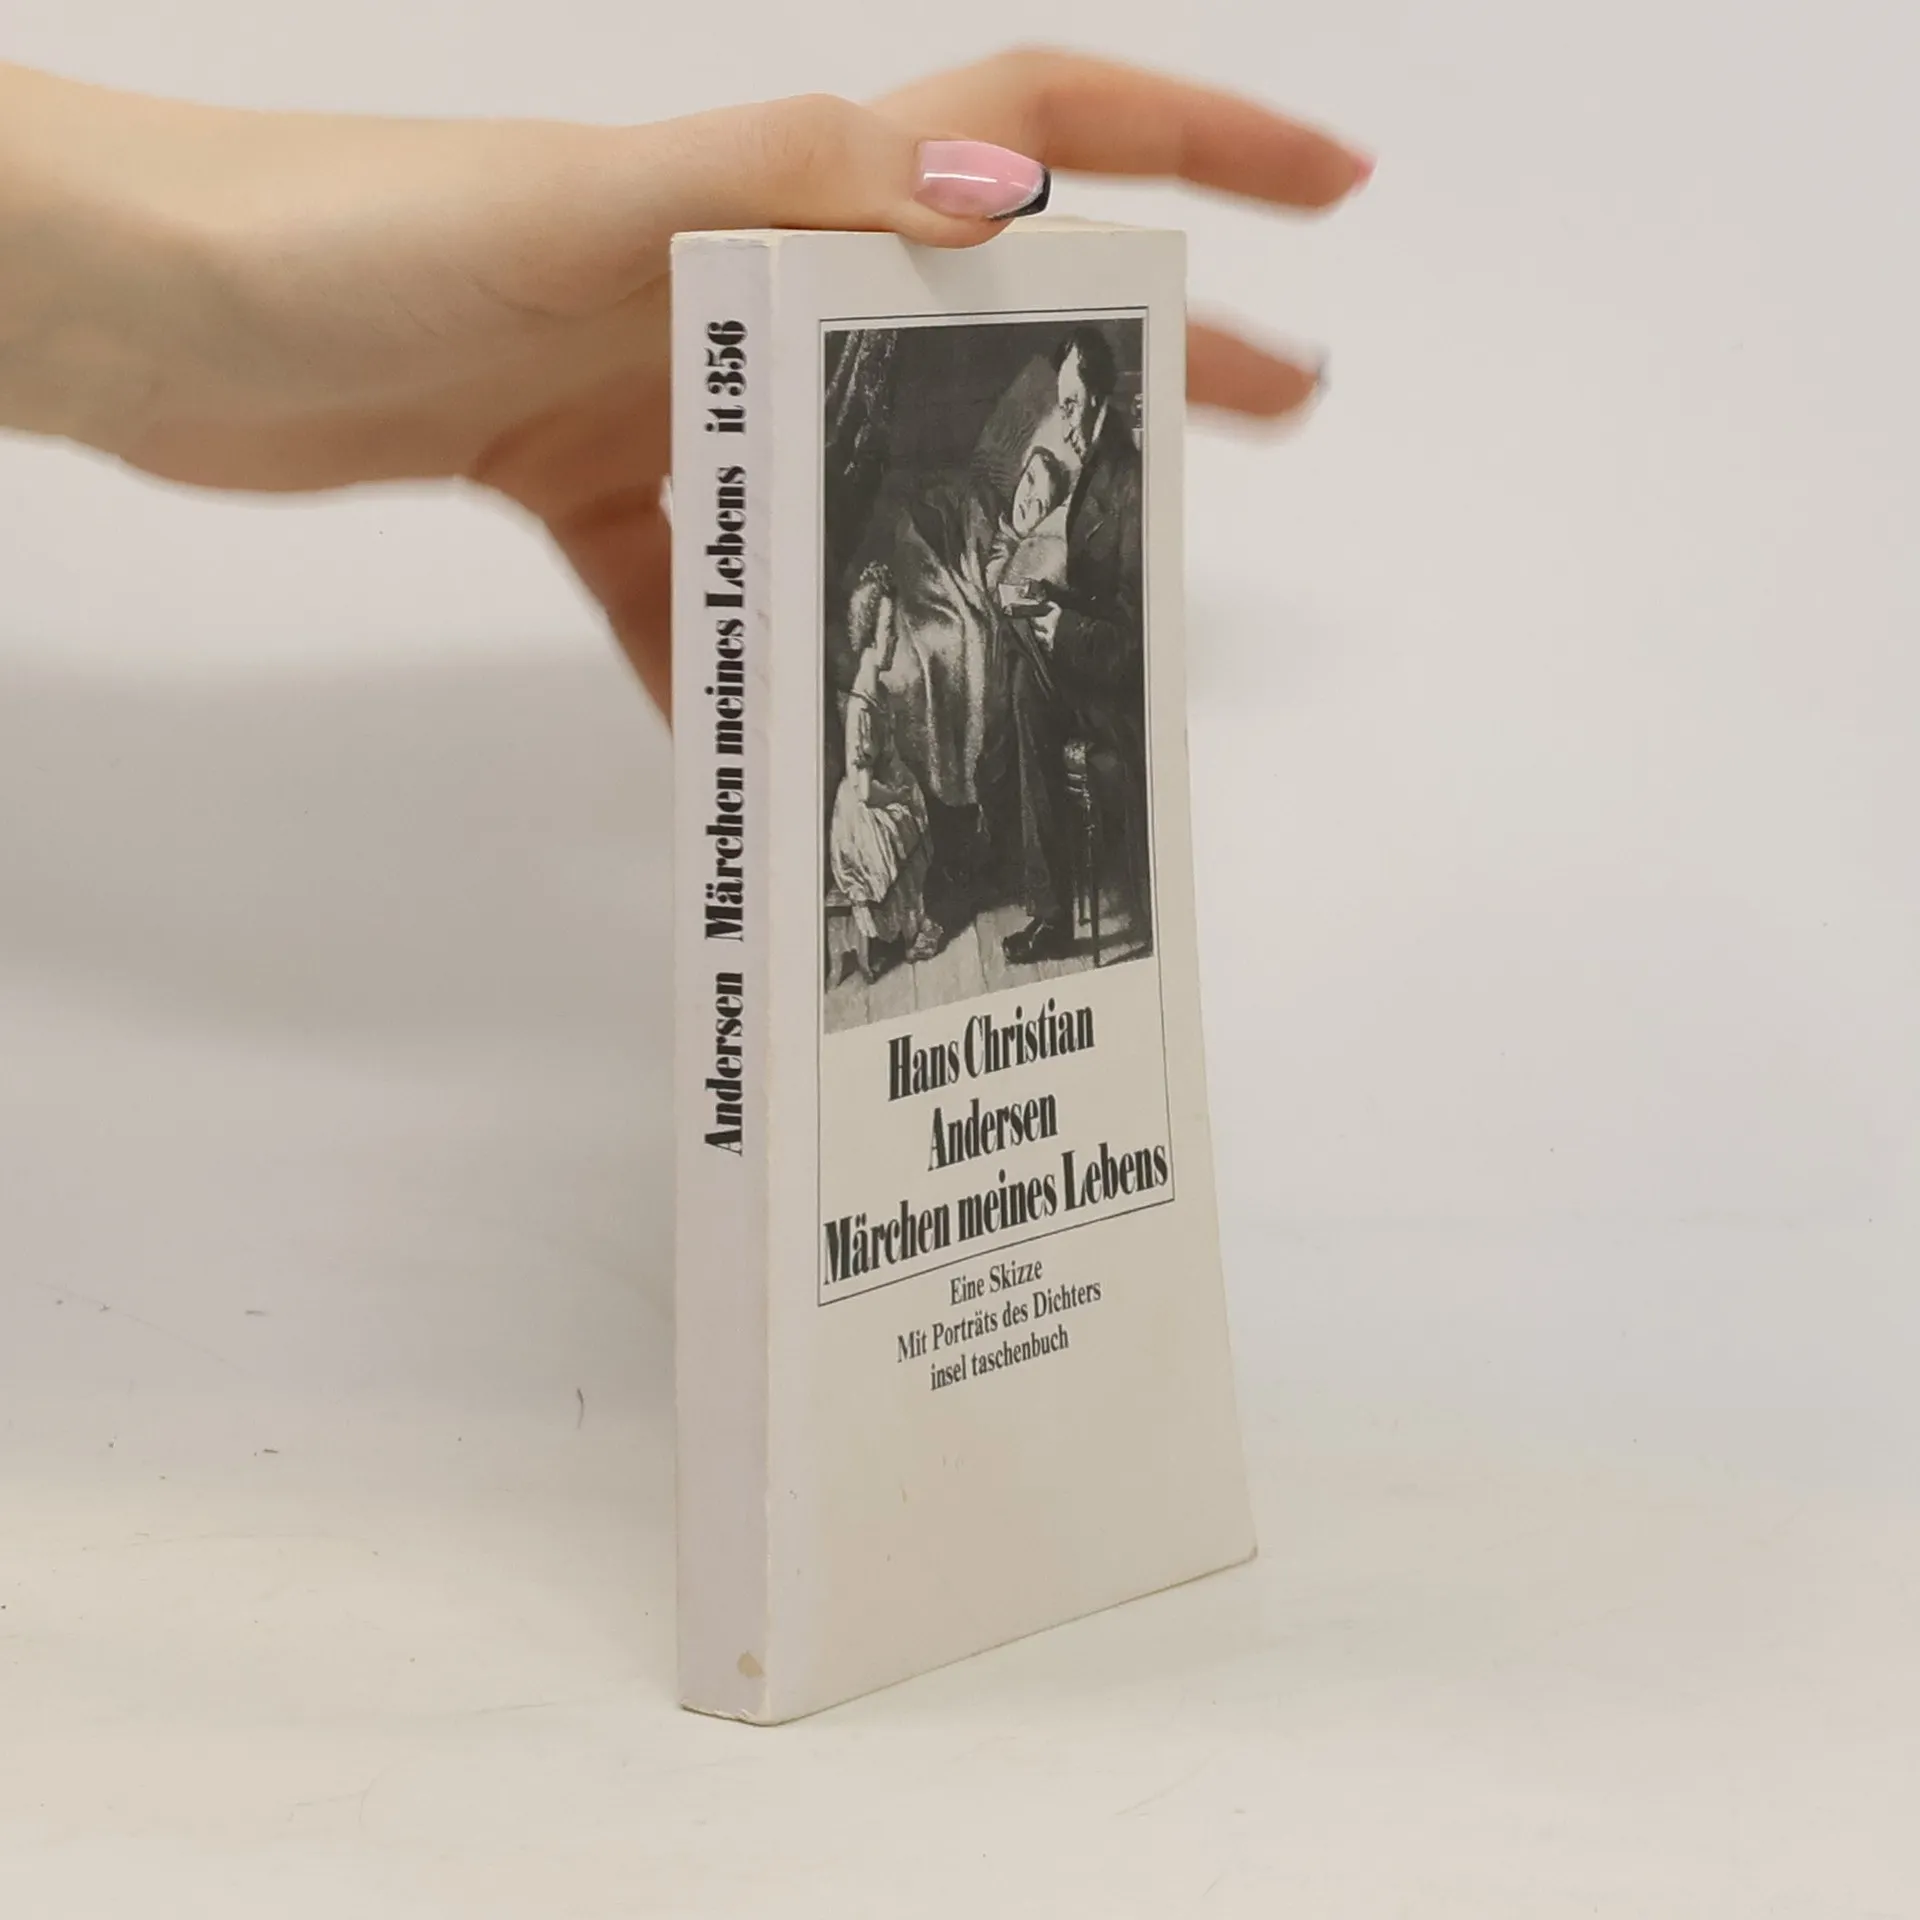 Andersen Märchen meines Lebens it 356
Hans Christian
Andersen
Märchen meines Lebens
Eine Skizze
Mit Porträts des Dichters
insel taschenbuch